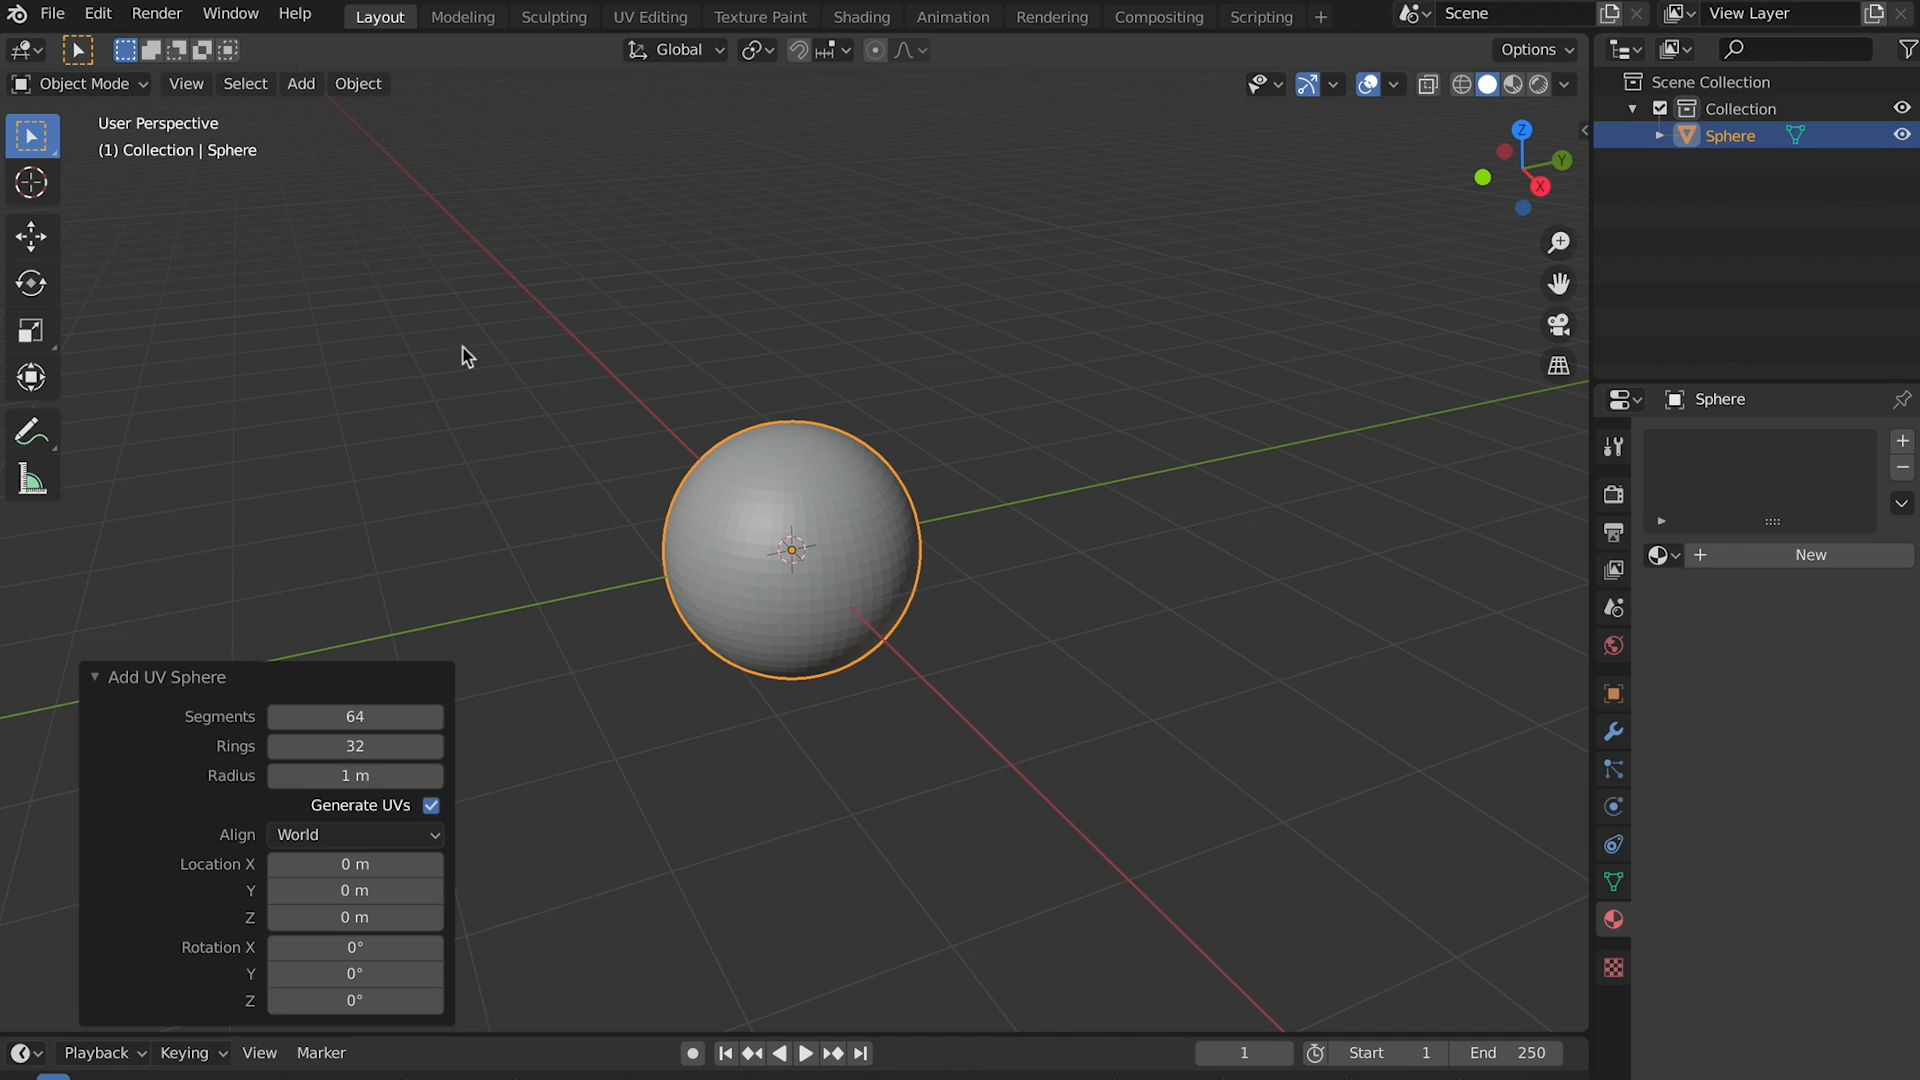 File Edit Render Window Help Layout Modeling Sculpting UV Editing Texture Paint Shading Animation Rendering Compositing Scripting + Scene View Layer
Global Options
Object Mode View Select Add Object
User Perspective
(1) Collection | Sphere
Z
Y
X
Scene Collection
Collection
Sphere
Sphere
New
Add UV Sphere
Segments 64
Rings 32
Radius 1 m
Generate UVs
Align World
Location X 0 m
Y 0 m
Z 0 m
Rotation X 0°
Y 0°
Z 0°
Playback Keying View Marker 1 Start 1 End 250